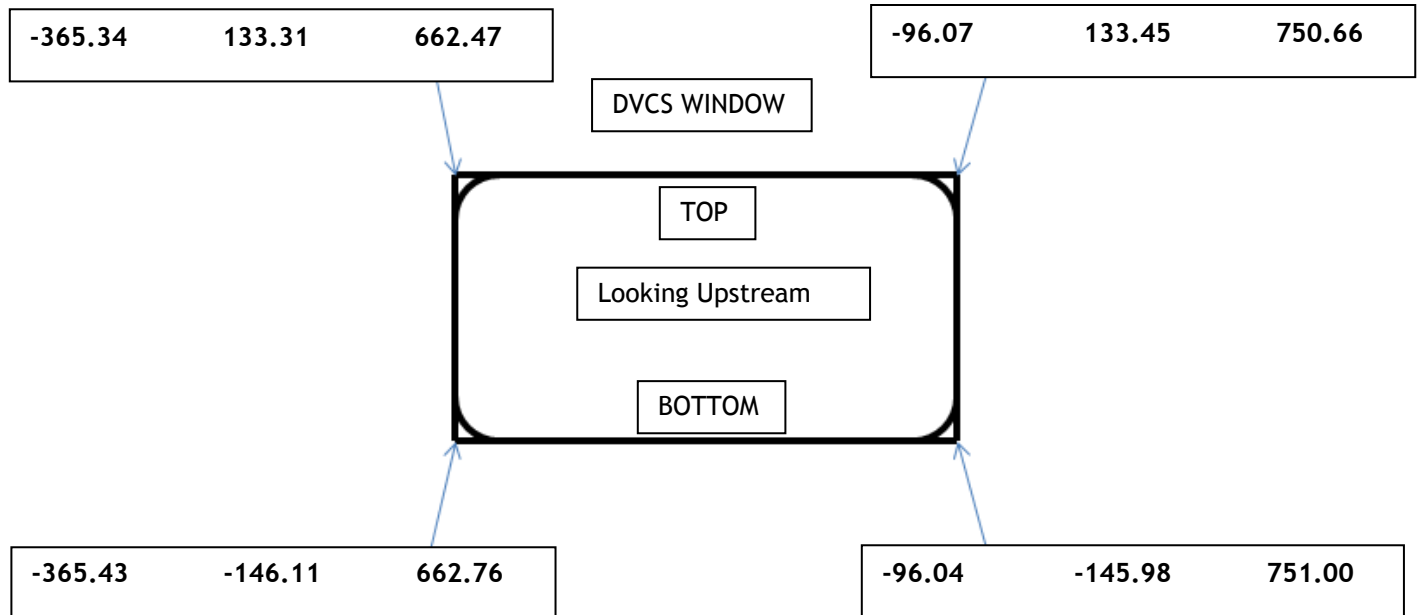 -365.34 133.31 662.47
-96.07 133.45 750.66
DVCS WINDOW
TOP
Looking Upstream
BOTTOM
-365.43 -146.11 662.76
-96.04 -145.98 751.00